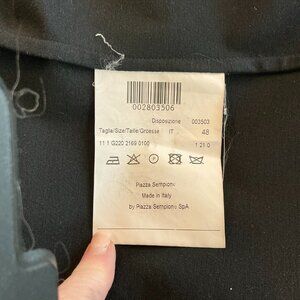 002803506
Disposizione 003503
Taglia/Size/Taille/Groesse IT 48
11 1 G220 2169 0100 1 21 0
Piazza Sempione
Made in Italy
by Piazza Sempione SpA